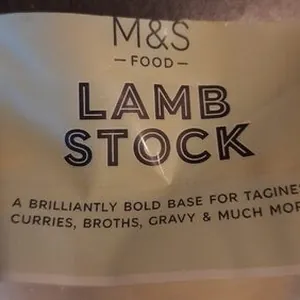 M&S
— FOOD —
LAMB
STOCK
A BRILLIANTLY BOLD BASE FOR TAGINE
CURRIES, BROTHS, GRAVY & MUCH MOR